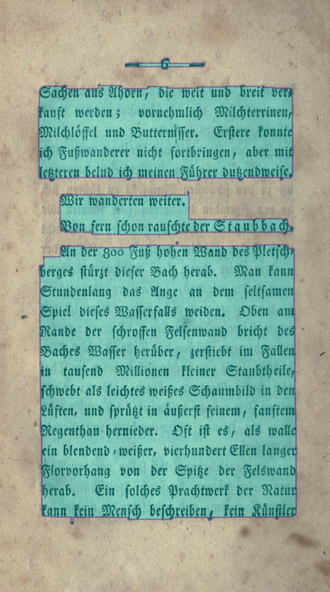 6
Sachen aus Ahorn, die weit und breit ver-
kauft werden; vornehmlich Milchterrinen,
Milchlöffel und Butternäpfer. Erstere konnte
ich Fußwanderer nicht fortbringen, aber mit
letzteren belud ich meinen Führer dutzendweise.
Wir wanderten weiter.
Von fern schon rauschte der Staubbach.
An der 800 Fuß hohen Wand des Pletsch-
berges stürzt dieser Bach herab. Man kann
Stundenlang das Auge an dem seltsamen
Spiel dieses Wasserfalls weiden. Oben am
Rande der schroffen Felsenwand bricht des
Baches Wasser herüber, zerstiebt im Fallen
in tausend Millionen kleiner Staubtheile,
schwebt als leichtes weißes Schaumbild in den
Lüften, und sprützt in äußerst feinem, sanftem
Regenthan hernieder. Oft ist es, als walle
ein blendend-weißer, vierhundert Ellen langer
Florvorhang von der Spitze der Felswand
herab. Ein solches Prachtwerk der Natur
kann kein Mensch beschreiben, kein Künstler